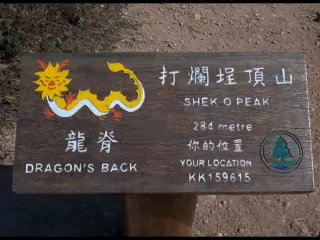 打爛埕頂山
SHEK O PEAK
284 metre
你的位置
YOUR LOCATION
KK159615
龍脊
DRAGON'S BACK